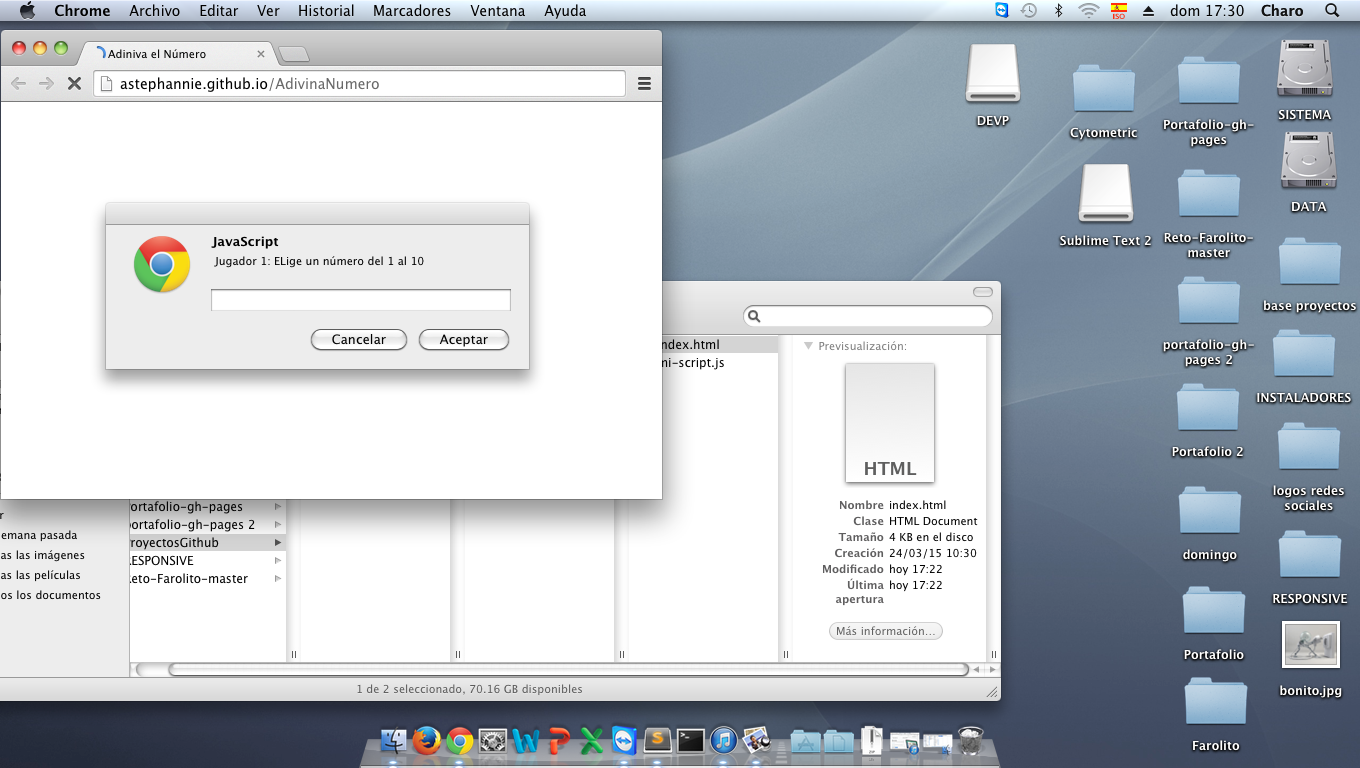 Chrome Archivo Editar Ver Historial Marcadores Ventana Ayuda
ISO
dom 17:30 Charo
Adiniva el Número
astephannie.github.io/AdivinaNumero
JavaScript
Jugador 1: ELige un número del 1 al 10
Cancelar Aceptar
index.html
mi-script.js
Previsualización:
HTML
Nombre index.html
Clase HTML Document
Tamaño 4 KB en el disco
Creación 24/03/15 10:30
Modificado hoy 17:22
Última hoy 17:22
apertura
Más información...
ortafolio-gh-pages
ortafolio-gh-pages 2
royectosGithub
RESPONSIVE
Reto-Farolito-master
r
emana pasada
as las imágenes
as las películas
os los documentos
1 de 2 seleccionado, 70.16 GB disponibles
DEVP
Cytometric
Sublime Text 2
Portafolio-gh-
pages
Reto-Farolito-
master
portafolio-gh-
pages 2
Portafolio 2
domingo
Portafolio
Farolito
SISTEMA
DATA
base proyectos
INSTALADORES
logos redes
sociales
RESPONSIVE
bonito.jpg